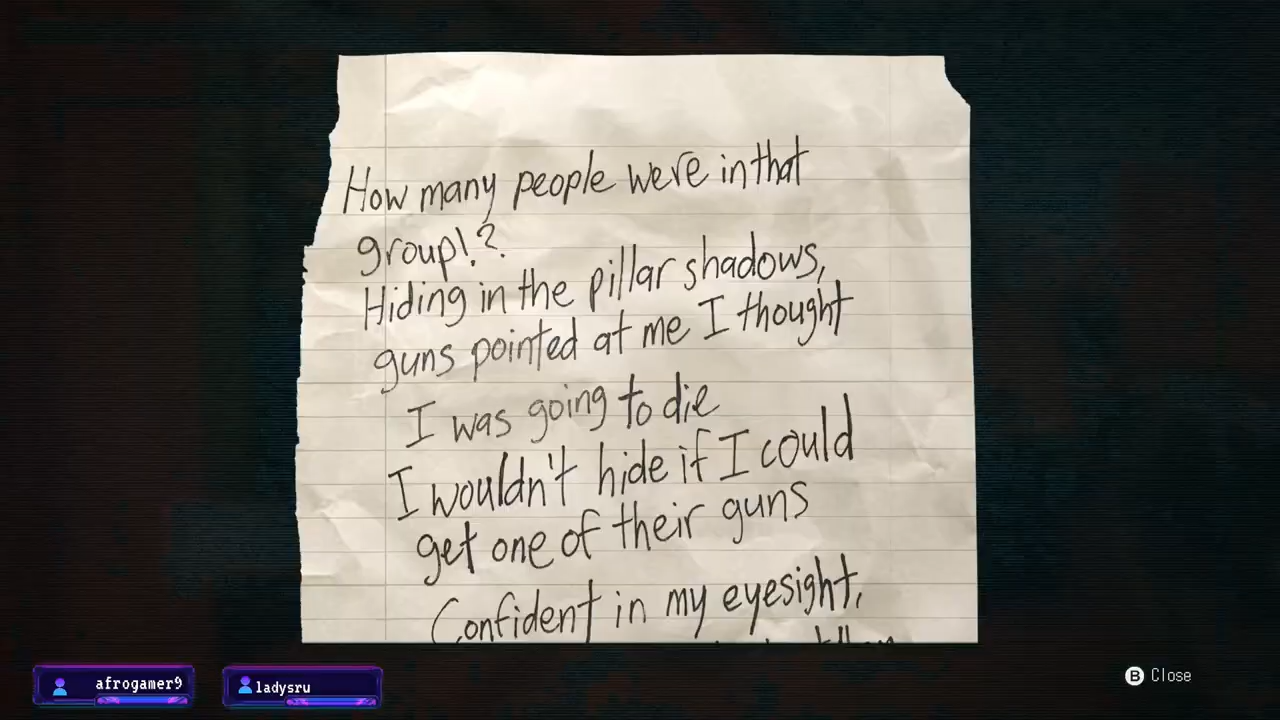 How many people were in that
group!?
Hiding in the pillar shadows,
guns pointed at me I thought
I was going to die
I wouldn't hide if I could
get one of their guns
Confident in my eyesight,
afrogamer9
ladysru
B Close